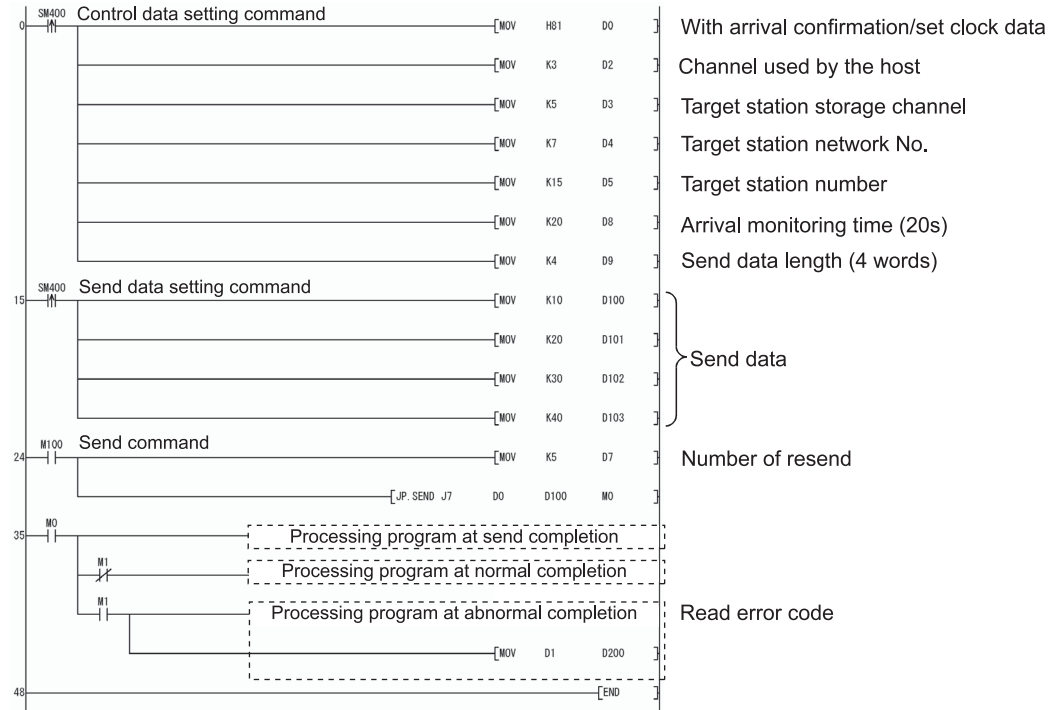 SM400 Control data setting command
0 [MOV H81 D0 ] With arrival confirmation/set clock data
[MOV K3 D2 ] Channel used by the host
[MOV K5 D3 ] Target station storage channel
[MOV K7 D4 ] Target station network No.
[MOV K15 D5 ] Target station number
[MOV K20 D8 ] Arrival monitoring time (20s)
[MOV K4 D9 ] Send data length (4 words)
SM400 Send data setting command
15 [MOV K10 D100 ]
[MOV K20 D101 ]
Send data
[MOV K30 D102 ]
[MOV K40 D103 ]
M100 Send command
24 [MOV K5 D7 ] Number of resend
[JP.SEND J7 D0 D100 M0 ]
M0
35 Processing program at send completion
M1
Processing program at normal completion
M1
Processing program at abnormal completion Read error code
[MOV D1 D200 ]
48 [END ]